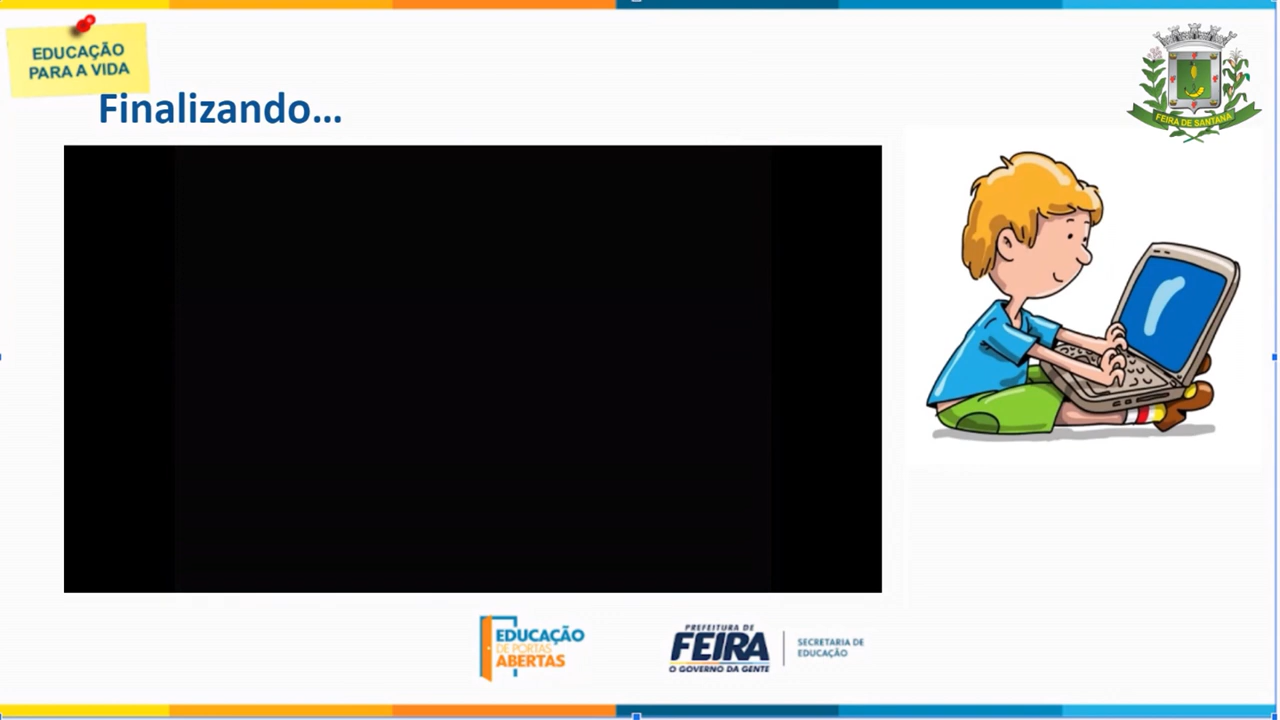 EDUCAÇÃO
PARA A VIDA
FEIRA DE SANTANA
Finalizando...
EDUCAÇÃO
DE PORTAS
ABERTAS
PREFEITURA DE
FEIRA
O GOVERNO DA GENTE
SECRETARIA DE
EDUCAÇÃO